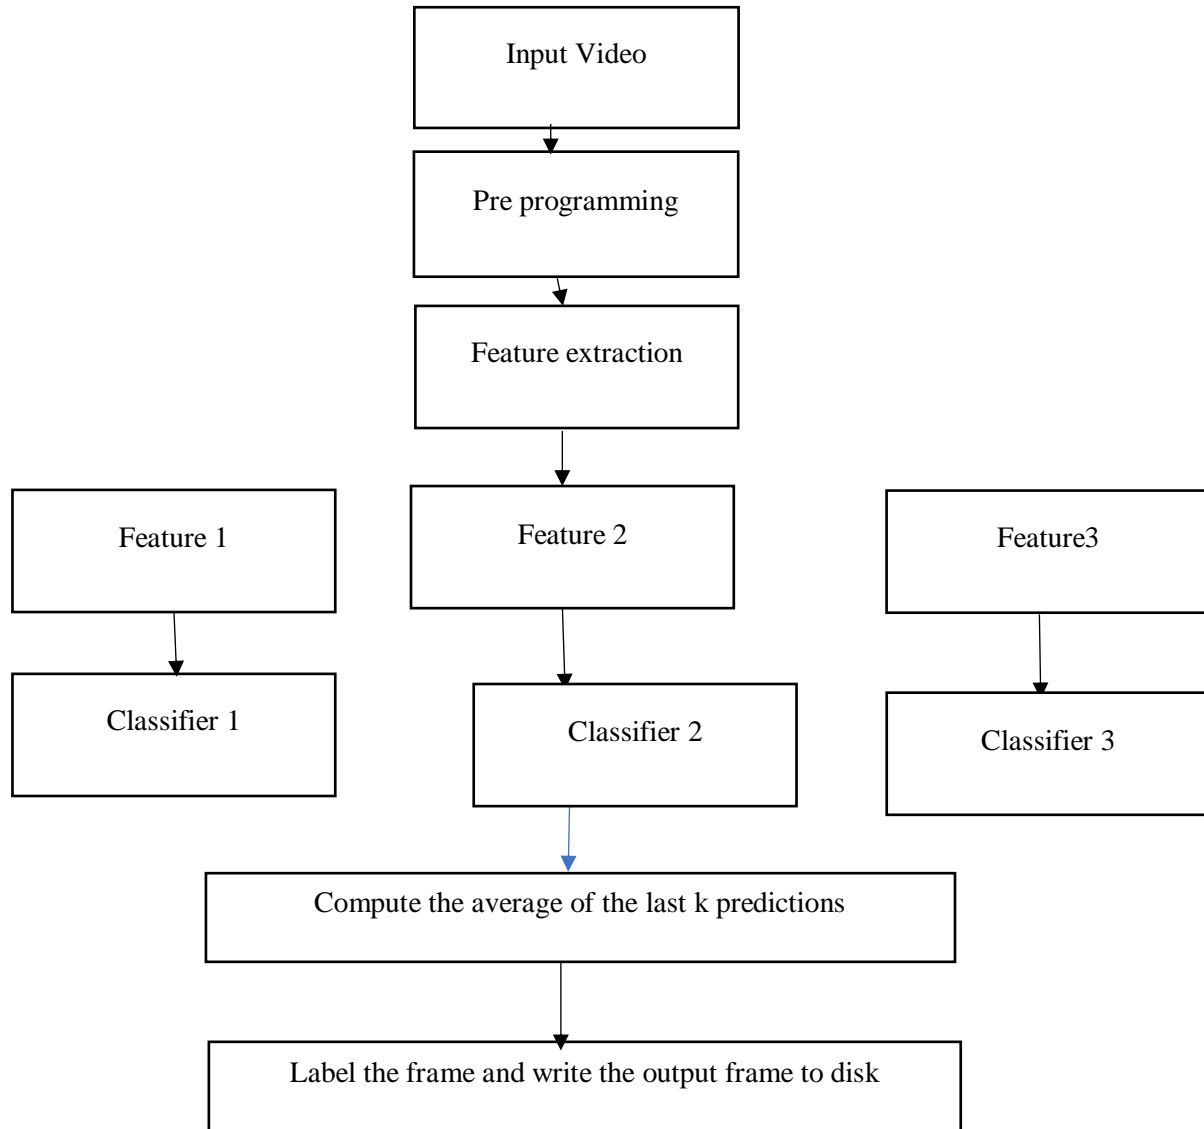 Input Video
Pre programming
Feature extraction
Feature 1
Feature 2
Feature3
Classifier 1
Classifier 2
Classifier 3
Compute the average of the last k predictions
Label the frame and write the output frame to disk